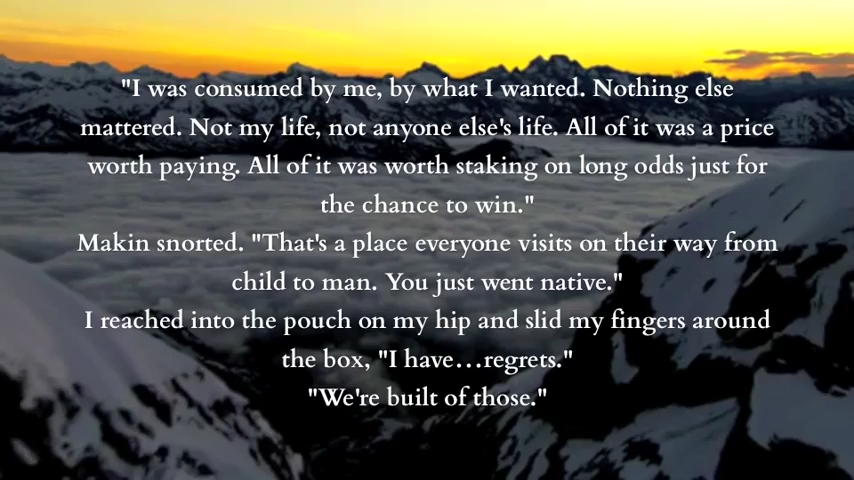 "I was consumed by me, by what I wanted. Nothing else
mattered. Not my life, not anyone else's life. All of it was a price
worth paying. All of it was worth staking on long odds just for
the chance to win."
Makin snorted. "That's a place everyone visits on their way from
child to man. You just went native."
I reached into the pouch on my hip and slid my fingers around
the box, "I have…regrets."
"We're built of those."